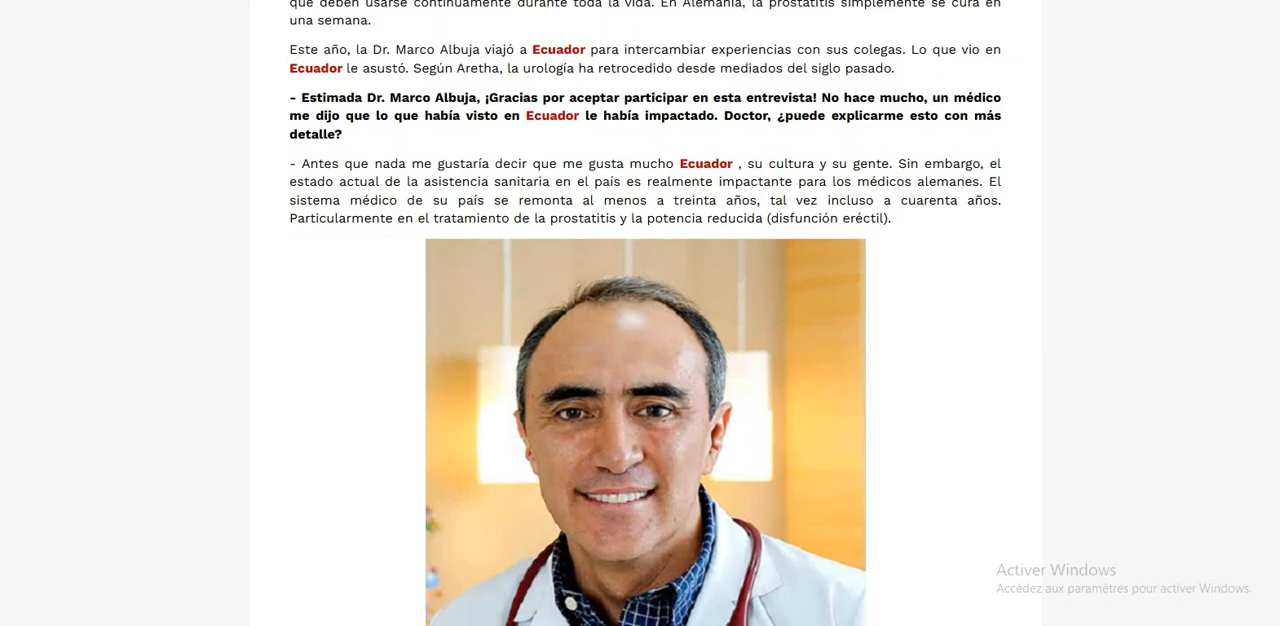 que deben usarse continuamente durante toda la vida. En Alemania, la prostatitis simplemente se cura en
una semana.
Este año, la Dr. Marco Albuja viajó a Ecuador para intercambiar experiencias con sus colegas. Lo que vio en
Ecuador le asustó. Según Aretha, la urología ha retrocedido desde mediados del siglo pasado.
- Estimada Dr. Marco Albuja, ¡Gracias por aceptar participar en esta entrevista! No hace mucho, un médico
me dijo que lo que había visto en Ecuador le había impactado. Doctor, ¿puede explicarme esto con más
detalle?
- Antes que nada me gustaría decir que me gusta mucho Ecuador , su cultura y su gente. Sin embargo, el
estado actual de la asistencia sanitaria en el país es realmente impactante para los médicos alemanes. El
sistema médico de su país se remonta al menos a treinta años, tal vez incluso a cuarenta años.
Particularmente en el tratamiento de la prostatitis y la potencia reducida (disfunción eréctil).
Activer Windows
Accédez aux paramètres pour activer Windows.